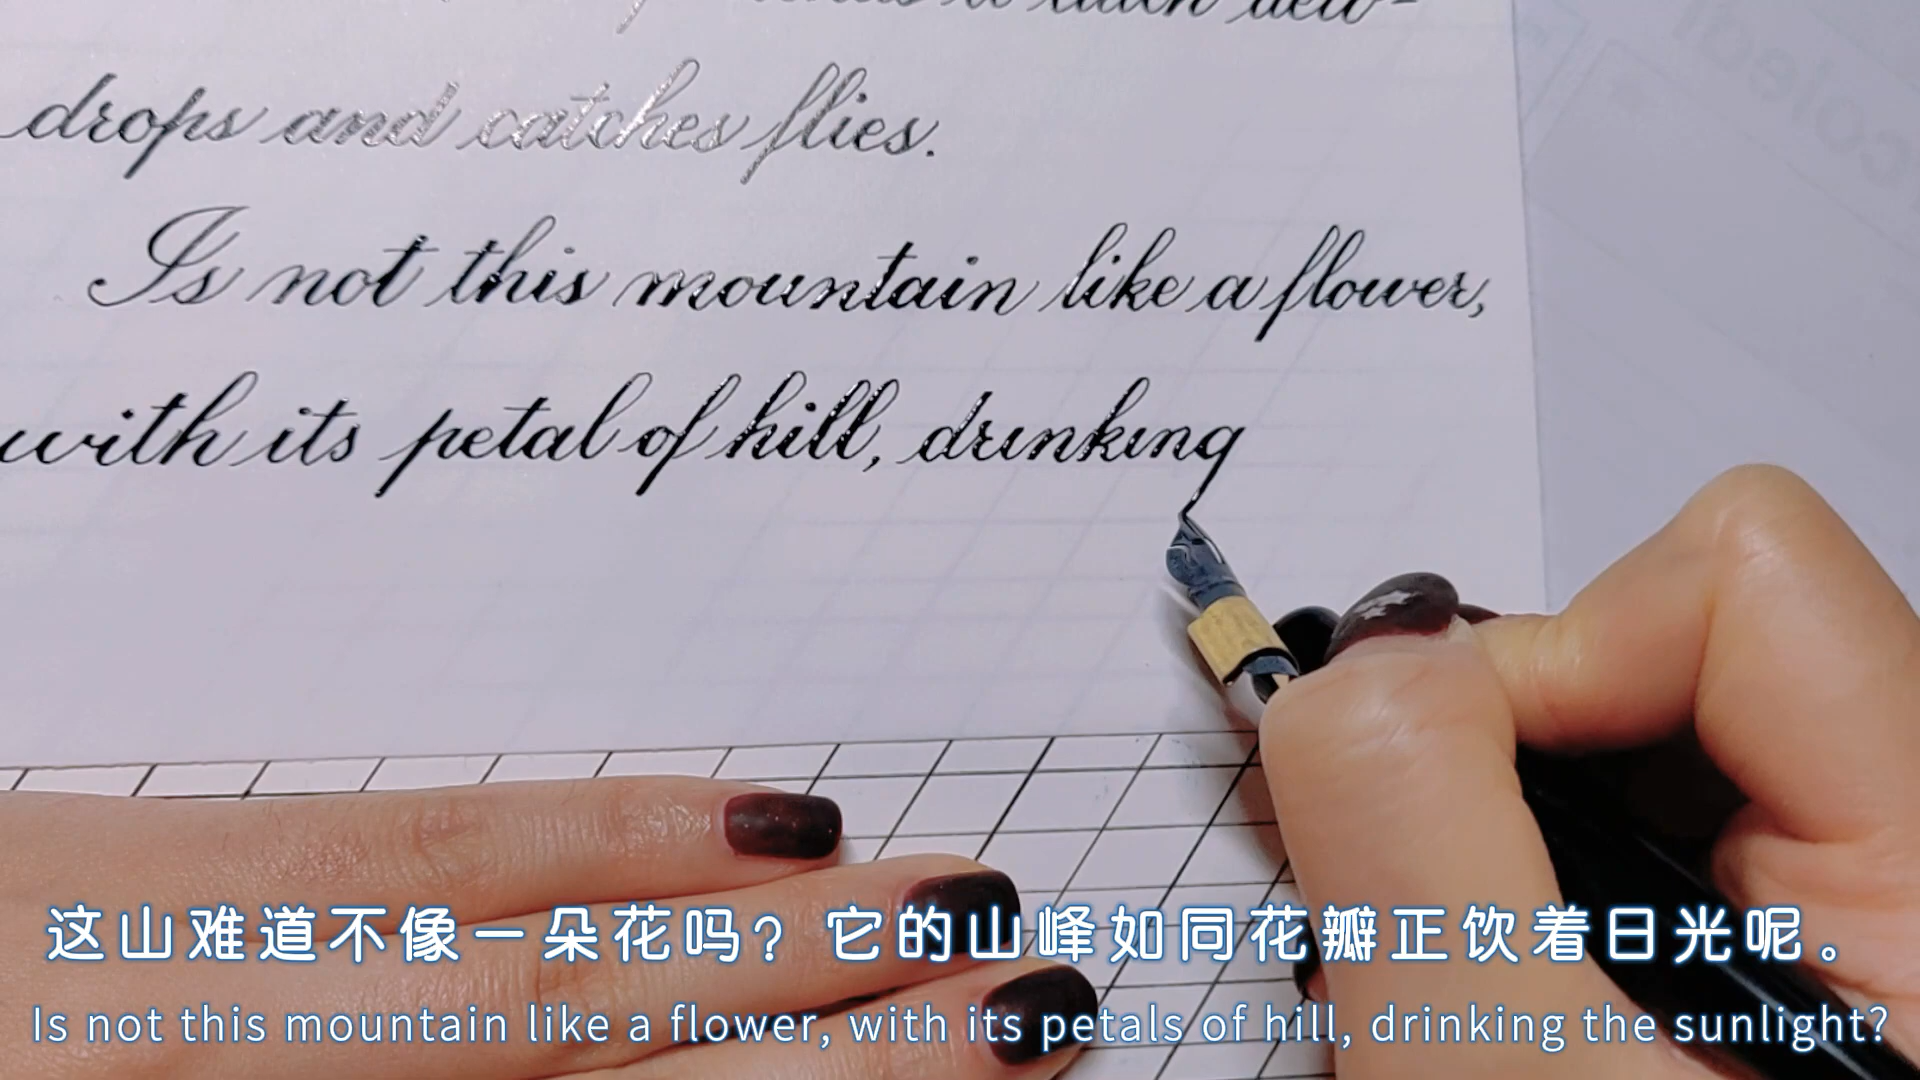 drops and catches flies.
Is not this mountain like a flower,
with its petal of hill, drinking
这山难道不像一朵花吗？它的山峰如同花瓣正饮着日光呢。
Is not this mountain like a flower, with its petals of hill, drinking the sunlight?